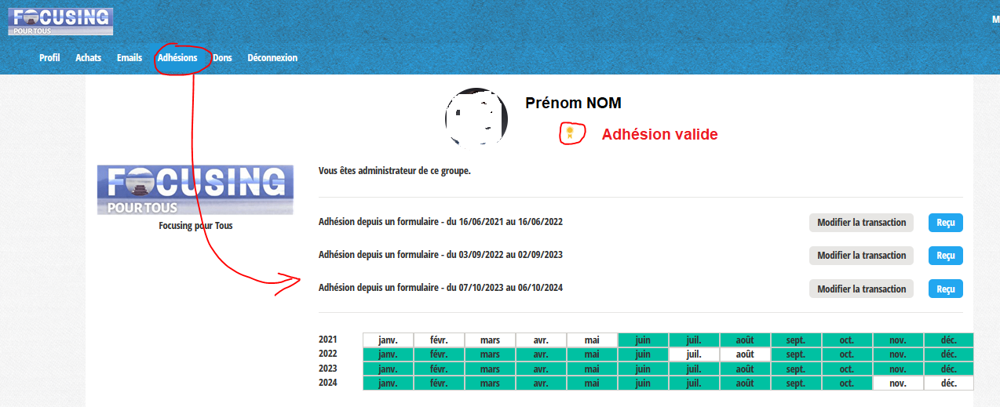 FOCUSING
POUR TOUS
M
Profil Achats Emails Adhésions Dons Déconnexion
Prénom NOM
Adhésion valide
Vous êtes administrateur de ce groupe.
FOCUSING
POUR TOUS
Focusing pour Tous
Adhésion depuis un formulaire - du 16/06/2021 au 16/06/2022 Modifier la transaction Reçu
Adhésion depuis un formulaire - du 03/09/2022 au 02/09/2023 Modifier la transaction Reçu
Adhésion depuis un formulaire - du 07/10/2023 au 06/10/2024 Modifier la transaction Reçu
2021 janv. févr. mars avr. mai juin juil. août sept. oct. nov. déc.
2022 janv. févr. mars avr. mai juin juil. août sept. oct. nov. déc.
2023 janv. févr. mars avr. mai juin juil. août sept. oct. nov. déc.
2024 janv. févr. mars avr. mai juin juil. août sept. oct. nov. déc.